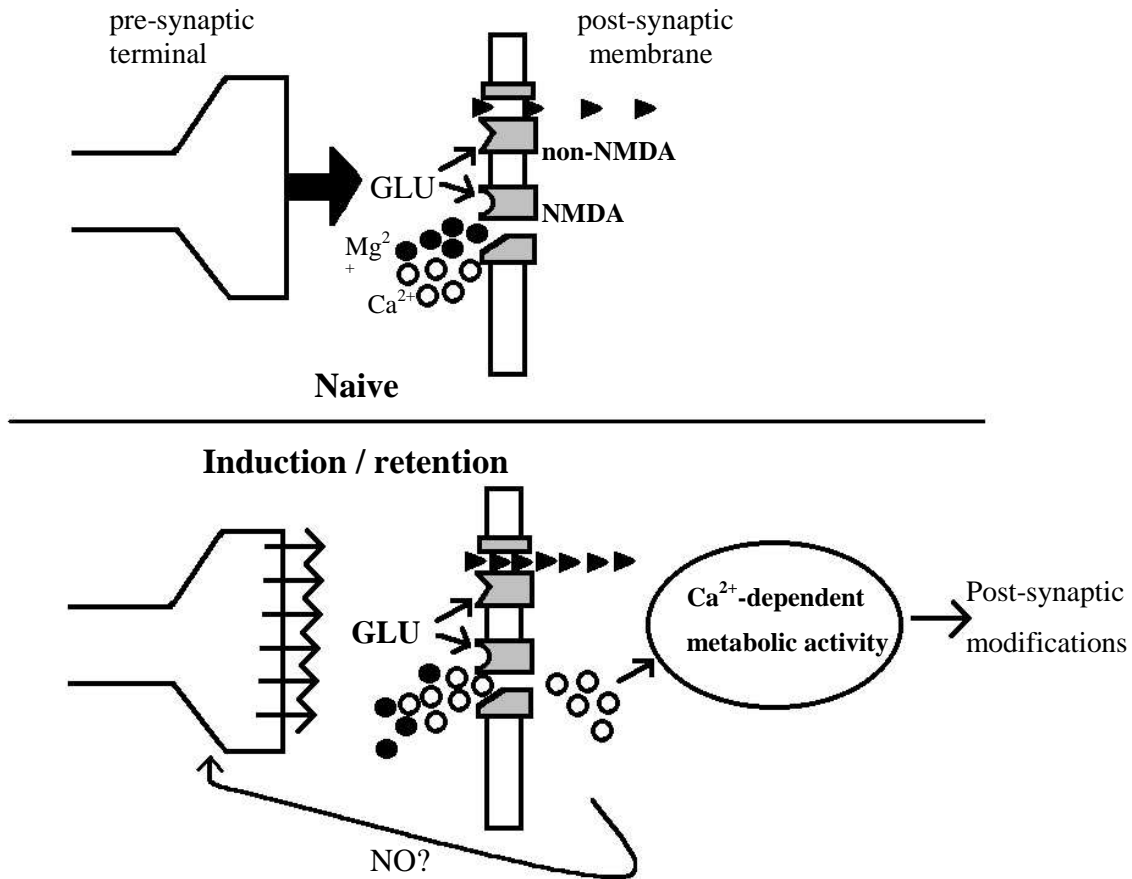 pre-synaptic
terminal
post-synaptic
membrane
non-NMDA
GLU
NMDA
Mg²
+
Ca²⁺
Naive
Induction / retention
GLU
Ca²⁺-dependent
metabolic activity
Post-synaptic
modifications
NO?